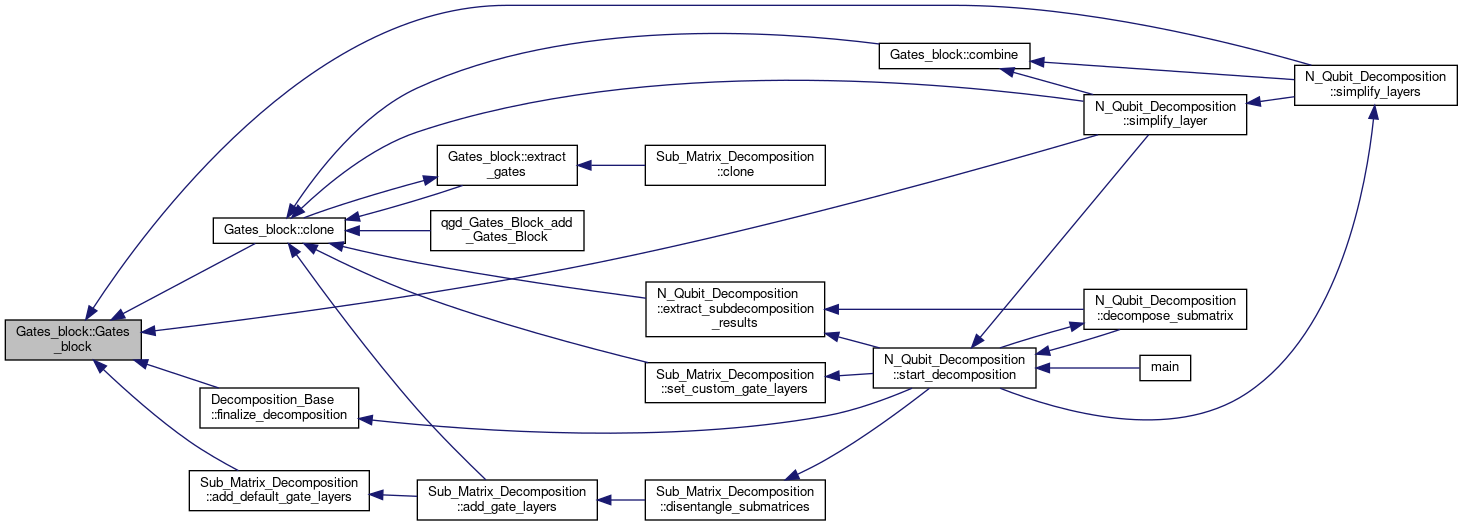 Gates_block::combine
N_Qubit_Decomposition
::simplify_layers
N_Qubit_Decomposition
::simplify_layer
Gates_block::extract
_gates
Sub_Matrix_Decomposition
::clone
Gates_block::clone
qgd_Gates_Block_add
_Gates_Block
N_Qubit_Decomposition
::extract_subdecomposition
_results
N_Qubit_Decomposition
::decompose_submatrix
Gates_block::Gates
_block
N_Qubit_Decomposition
::start_decomposition
main
Sub_Matrix_Decomposition
::set_custom_gate_layers
Decomposition_Base
::finalize_decomposition
Sub_Matrix_Decomposition
::add_default_gate_layers
Sub_Matrix_Decomposition
::add_gate_layers
Sub_Matrix_Decomposition
::disentangle_submatrices